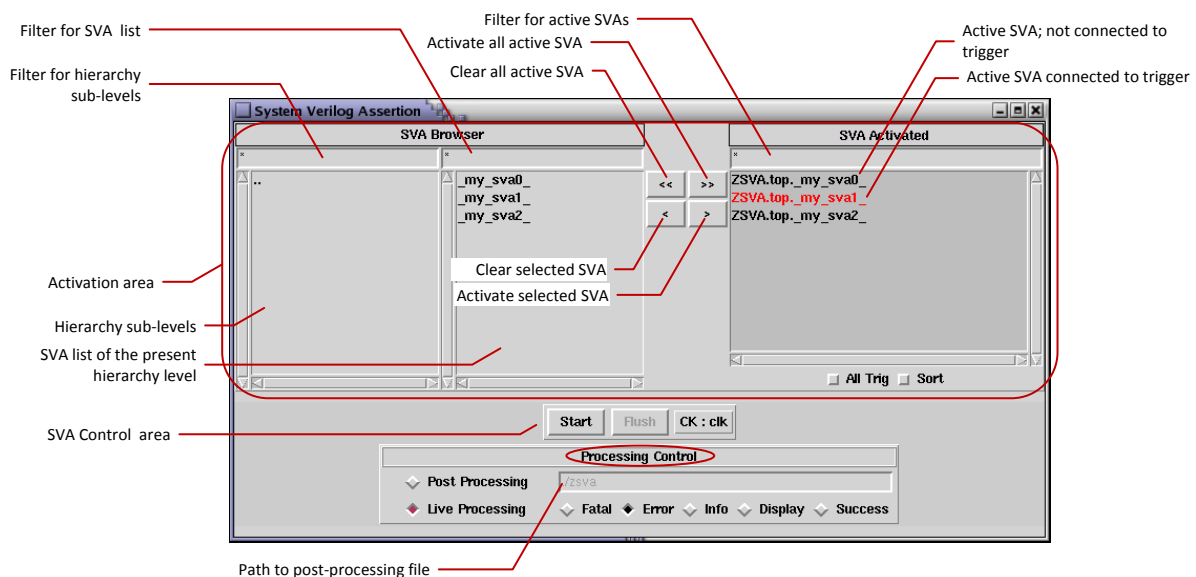 Filter for SVA list
Filter for hierarchy
sub-levels
Filter for active SVAs
Activate all active SVA
Clear all active SVA
Active SVA; not connected to
trigger
Active SVA connected to trigger
System Verilog Assertion
SVA Browser
SVA Activated
*
*
*
..
_my_sva0_
_my_sva1_
_my_sva2_
<<
>>
<
>
ZSVA.top._my_sva0_
ZSVA.top._my_sva1_
ZSVA.top._my_sva2_
Clear selected SVA
Activate selected SVA
Activation area
Hierarchy sub-levels
SVA list of the present
hierarchy level
All Trig
Sort
SVA Control area
Start
Flush
CK : clk
Processing Control
Post Processing
./zsva
Live Processing
Fatal
Error
Info
Display
Success
Path to post-processing file